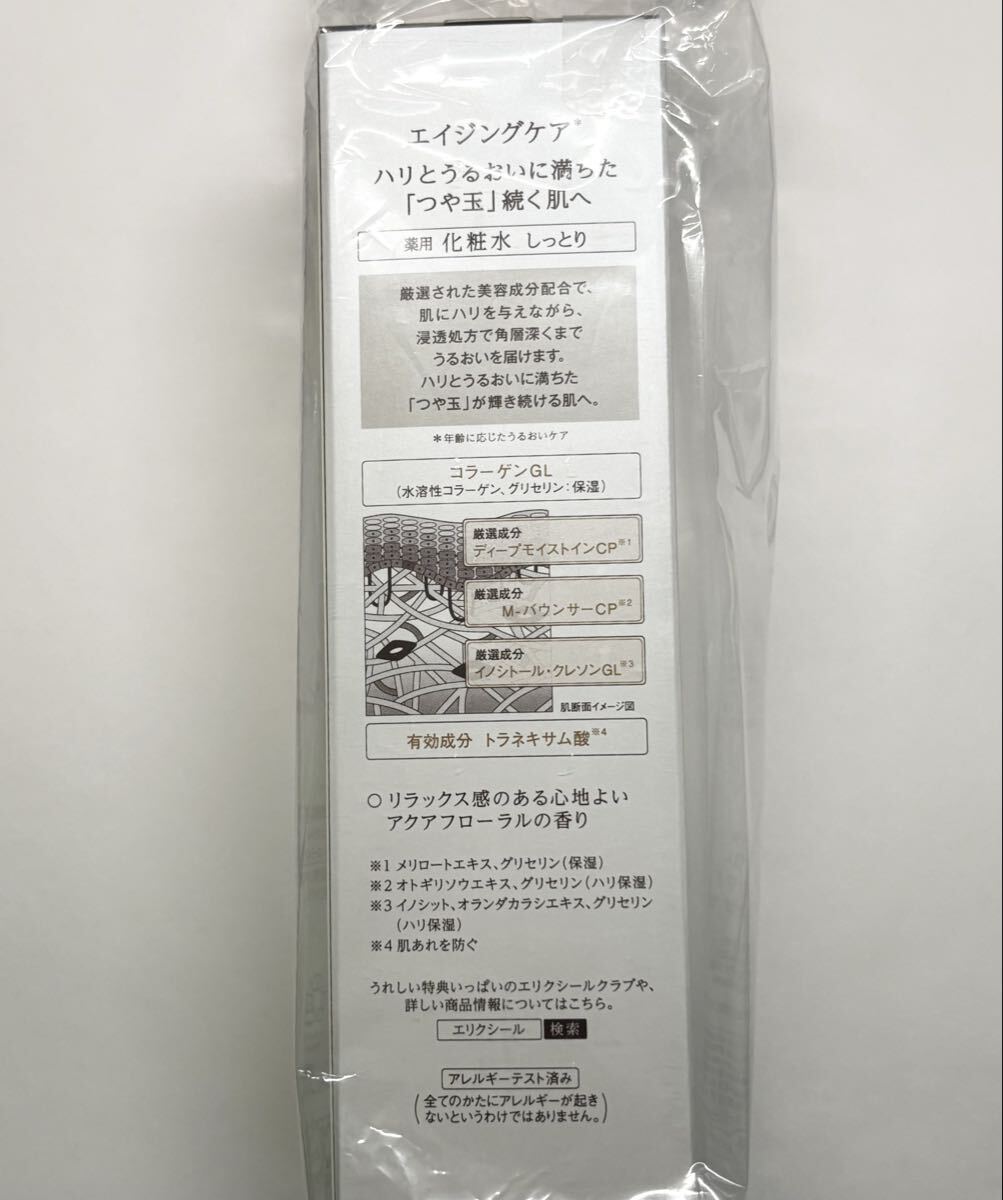 エイジングケア*
ハリとうるおいに満ちた
「つや玉」続く肌へ
薬用 化粧水 しっとり
厳選された美容成分配合で、
肌にハリを与えながら、
浸透処方で角層深くまで
うるおいを届けます。
ハリとうるおいに満ちた
「つや玉」が輝き続ける肌へ。
*年齢に応じたうるおいケア
コラーゲンGL
(水溶性コラーゲン、グリセリン:保湿)
厳選成分
ディープモイストインCP※1
厳選成分
M-バウンサーCP※2
厳選成分
イノシトール・クレソンGL※3
肌断面イメージ図
有効成分 トラネキサム酸※4
○ リラックス感のある心地よい
アクアフローラルの香り
※1 メリロートエキス、グリセリン(保湿)
※2 オトギリソウエキス、グリセリン(ハリ保湿)
※3 イノシット、オランダカラシエキス、グリセリン
(ハリ保湿)
※4 肌あれを防ぐ
うれしい特典いっぱいのエリクシールクラブや、
詳しい商品情報についてはこちら。
エリクシール 検索
アレルギーテスト済み
(全てのかたにアレルギーが起き
ないというわけではありません。)